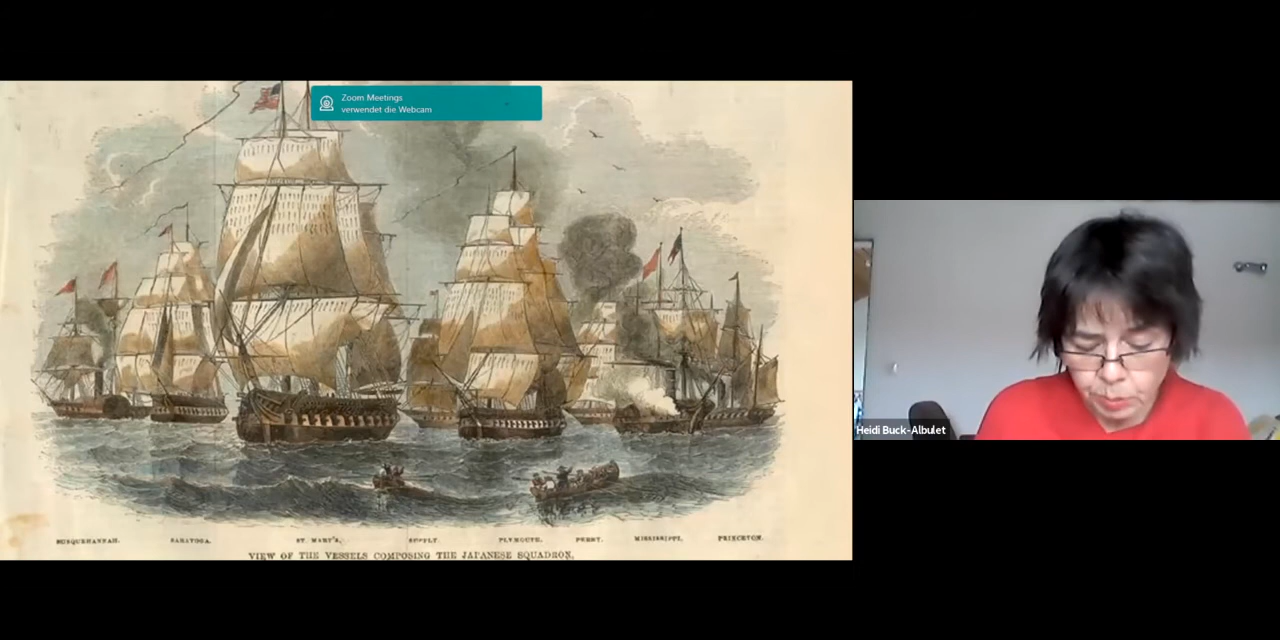 Zoom Meetings
verwendet die Webcam
SUSQUEHANNAH. SARATOGA. ST. MARY'S, SUPPLY. PLYMOUTH. PERRY. MISSISSIPPI, PRINCETON.
VIEW OF THE VESSELS COMPOSING THE JAPANESE SQUADRON.
Heidi Buck-Albulet